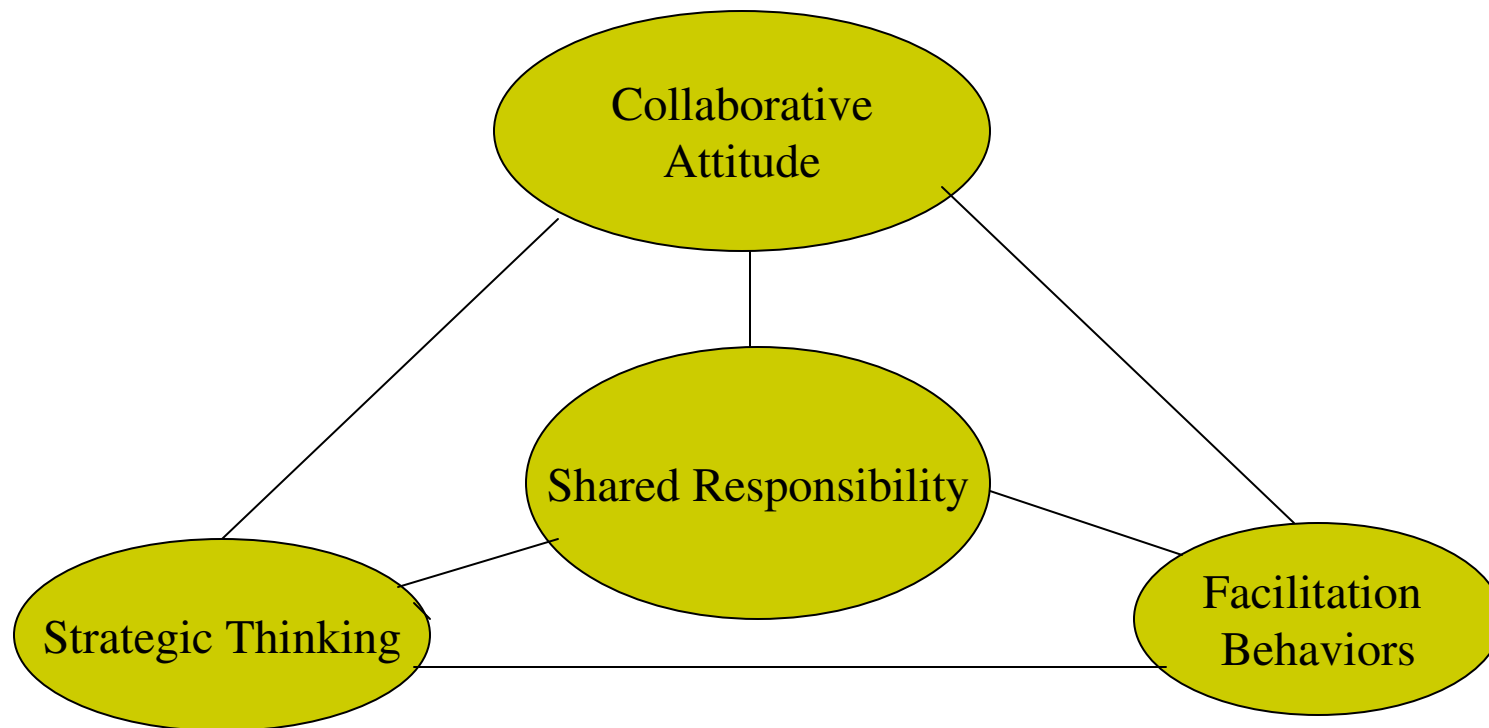 Collaborative
Attitude
Shared Responsibility
Strategic Thinking
Facilitation
Behaviors